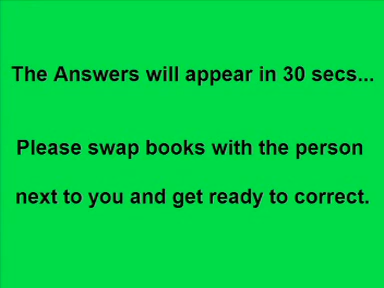 The Answers will appear in 30 secs...
Please swap books with the person
next to you and get ready to correct.